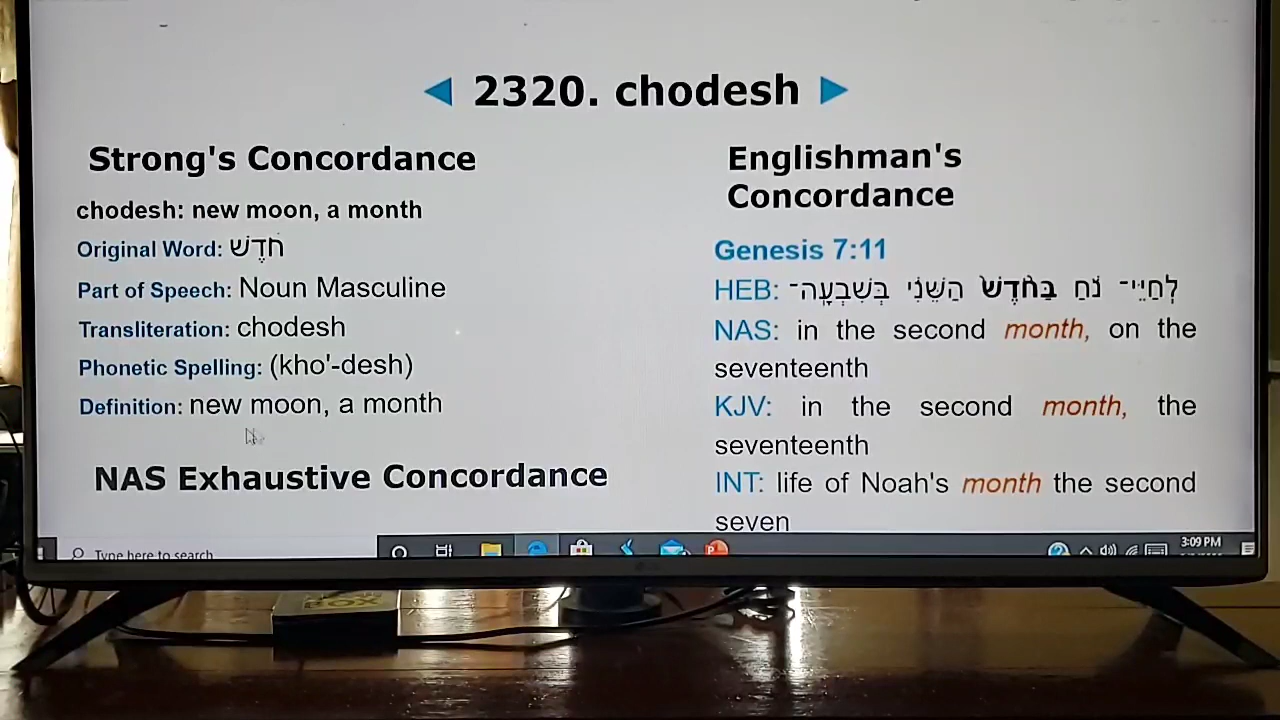 2320. chodesh
Strong's Concordance
chodesh: new moon, a month
Original Word: חֹדֶשׁ
Part of Speech: Noun Masculine
Transliteration: chodesh
Phonetic Spelling: (kho'-desh)
Definition: new moon, a month
NAS Exhaustive Concordance
Englishman's
Concordance
Genesis 7:11
HEB: לְחַיֵּי־ נֹ֔חַ בַּחֹ֙דֶשׁ֙ הַשֵּׁנִ֔י בְּשִׁבְעָֽה־
NAS: in the second month, on the
seventeenth
KJV: in the second month, the
seventeenth
INT: life of Noah's month the second
seven
Type here to search
3:09 PM